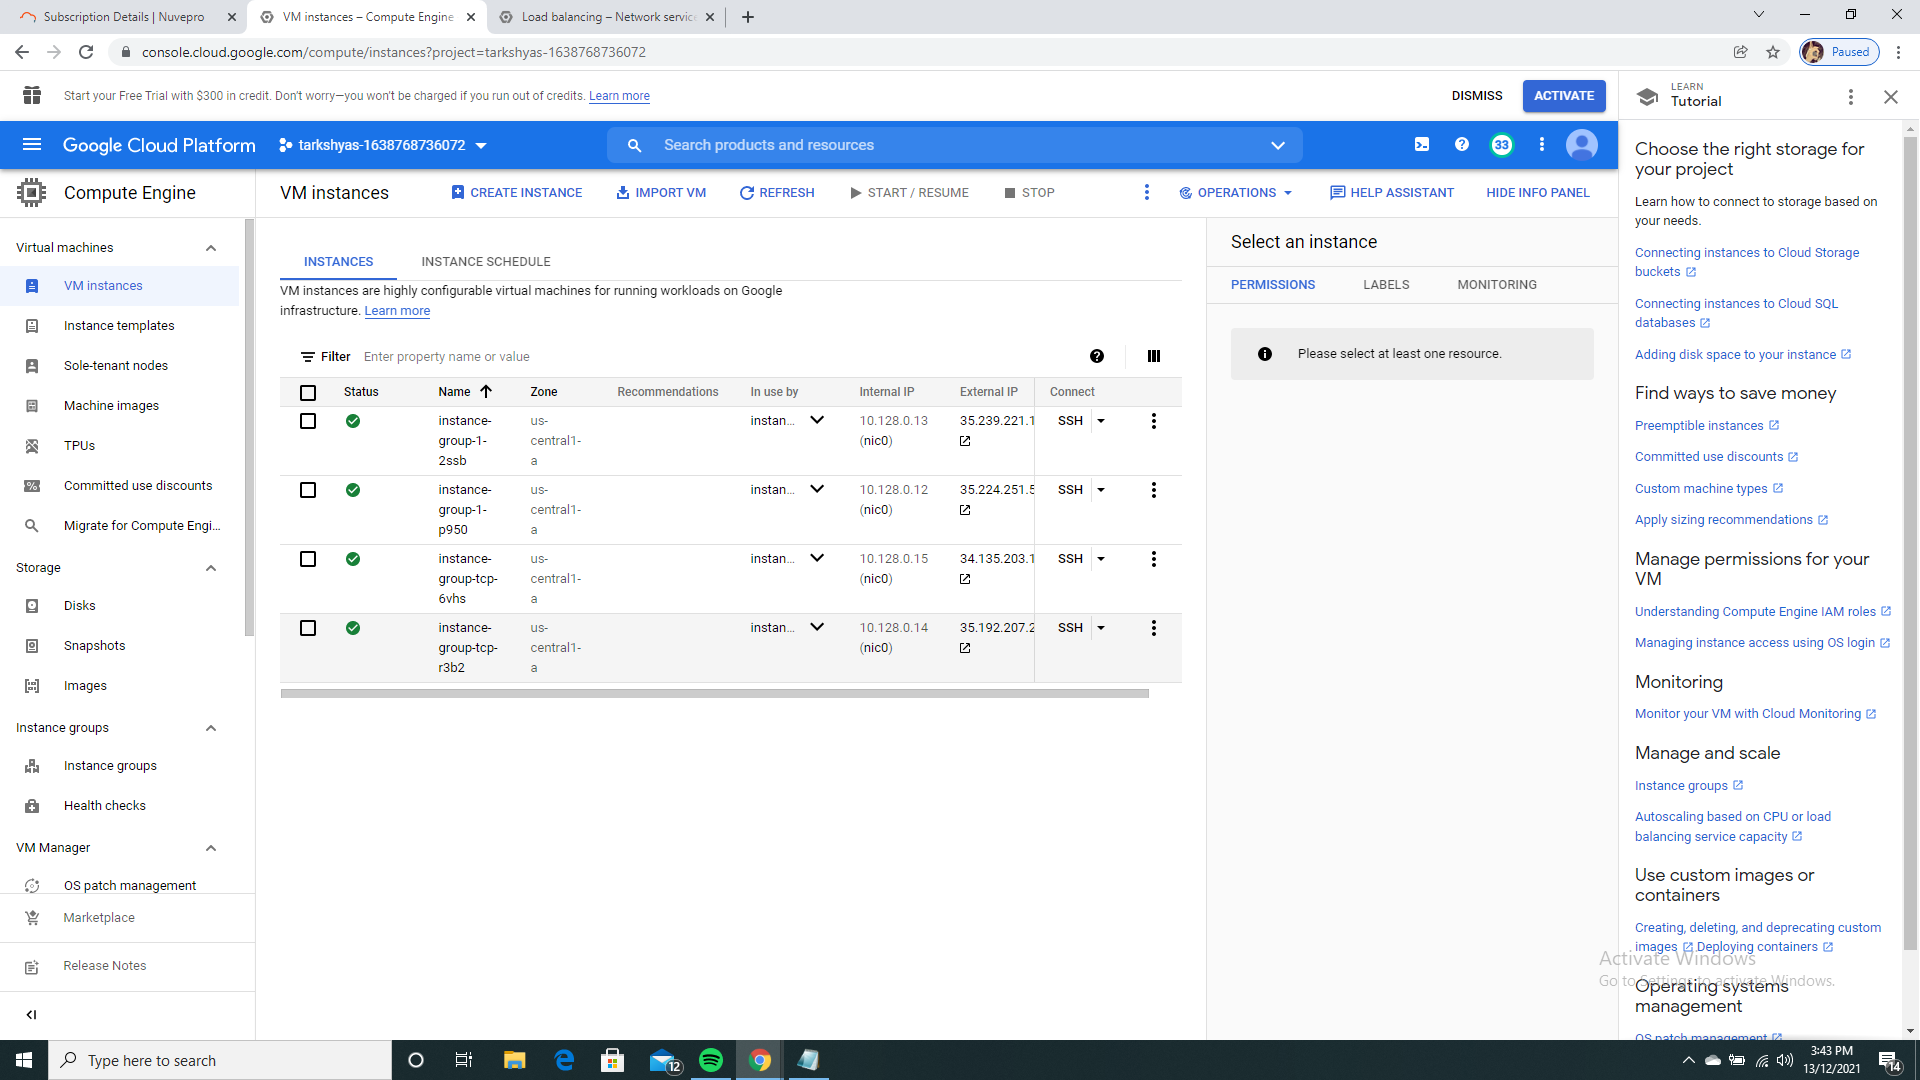 Subscription Details | Nuvepro
VM instances – Compute Engine
Load balancing – Network servic
console.cloud.google.com/compute/instances?project=tarkshyas-1638768736072
Paused
Start your Free Trial with $300 in credit. Don't worry—you won't be charged if you run out of credits. Learn more
DISMISS
ACTIVATE
LEARN
Tutorial
Google Cloud Platform
tarkshyas-1638768736072
Search products and resources
33
Compute Engine
VM instances
CREATE INSTANCE
IMPORT VM
REFRESH
START / RESUME
STOP
OPERATIONS
HELP ASSISTANT
HIDE INFO PANEL
Virtual machines
VM instances
Instance templates
Sole-tenant nodes
Machine images
TPUs
Committed use discounts
Migrate for Compute Engi...
Storage
Disks
Snapshots
Images
Instance groups
Instance groups
Health checks
VM Manager
OS patch management
Marketplace
Release Notes
INSTANCES
INSTANCE SCHEDULE
VM instances are highly configurable virtual machines for running workloads on Google
infrastructure. Learn more
Filter
Enter property name or value
Status
Name
Zone
Recommendations
In use by
Internal IP
External IP
Connect
instance-
group-1-
2ssb
us-
central1-
a
instan...
10.128.0.13
(nic0)
35.239.221.1
SSH
instance-
group-1-
p950
us-
central1-
a
instan...
10.128.0.12
(nic0)
35.224.251.5
SSH
instance-
group-tcp-
6vhs
us-
central1-
a
instan...
10.128.0.15
(nic0)
34.135.203.1
SSH
instance-
group-tcp-
r3b2
us-
central1-
a
instan...
10.128.0.14
(nic0)
35.192.207.2
SSH
Select an instance
PERMISSIONS
LABELS
MONITORING
Please select at least one resource.
Choose the right storage for
your project
Learn how to connect to storage based on
your needs.
Connecting instances to Cloud Storage
buckets
Connecting instances to Cloud SQL
databases
Adding disk space to your instance
Find ways to save money
Preemptible instances
Committed use discounts
Custom machine types
Apply sizing recommendations
Manage permissions for your
VM
Understanding Compute Engine IAM roles
Managing instance access using OS login
Monitoring
Monitor your VM with Cloud Monitoring
Manage and scale
Instance groups
Autoscaling based on CPU or load
balancing service capacity
Use custom images or
containers
Creating, deleting, and deprecating custom
images Deploying containers
Activate Windows
Go to Settings to activate Windows.
Operating systems
management
OS patch management
Type here to search
12
3:43 PM
13/12/2021
14